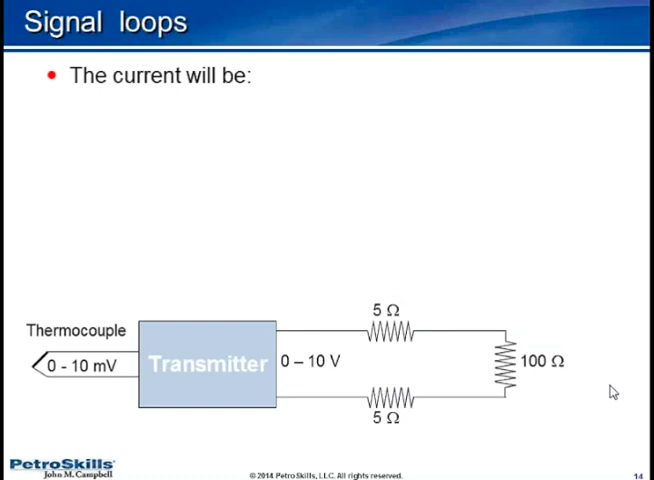 Signal loops
• The current will be:
5 Ω
Thermocouple
0 - 10 mV
Transmitter
0 – 10 V
100 Ω
5 Ω
PetroSkills
John M. Campbell
© 2014 PetroSkills, LLC. All rights reserved.
14